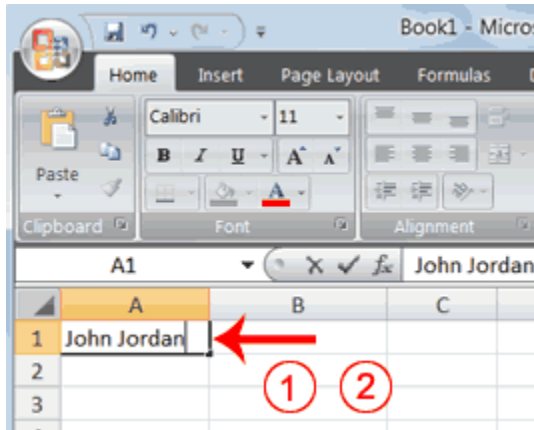 Book1 - Micros
Home Insert Page Layout Formulas
Calibri 11
Paste
B I U A A
A
Clipboard Font Alignment
A1 fx John Jordan
A B C
1 John Jordan
2
3
1 2